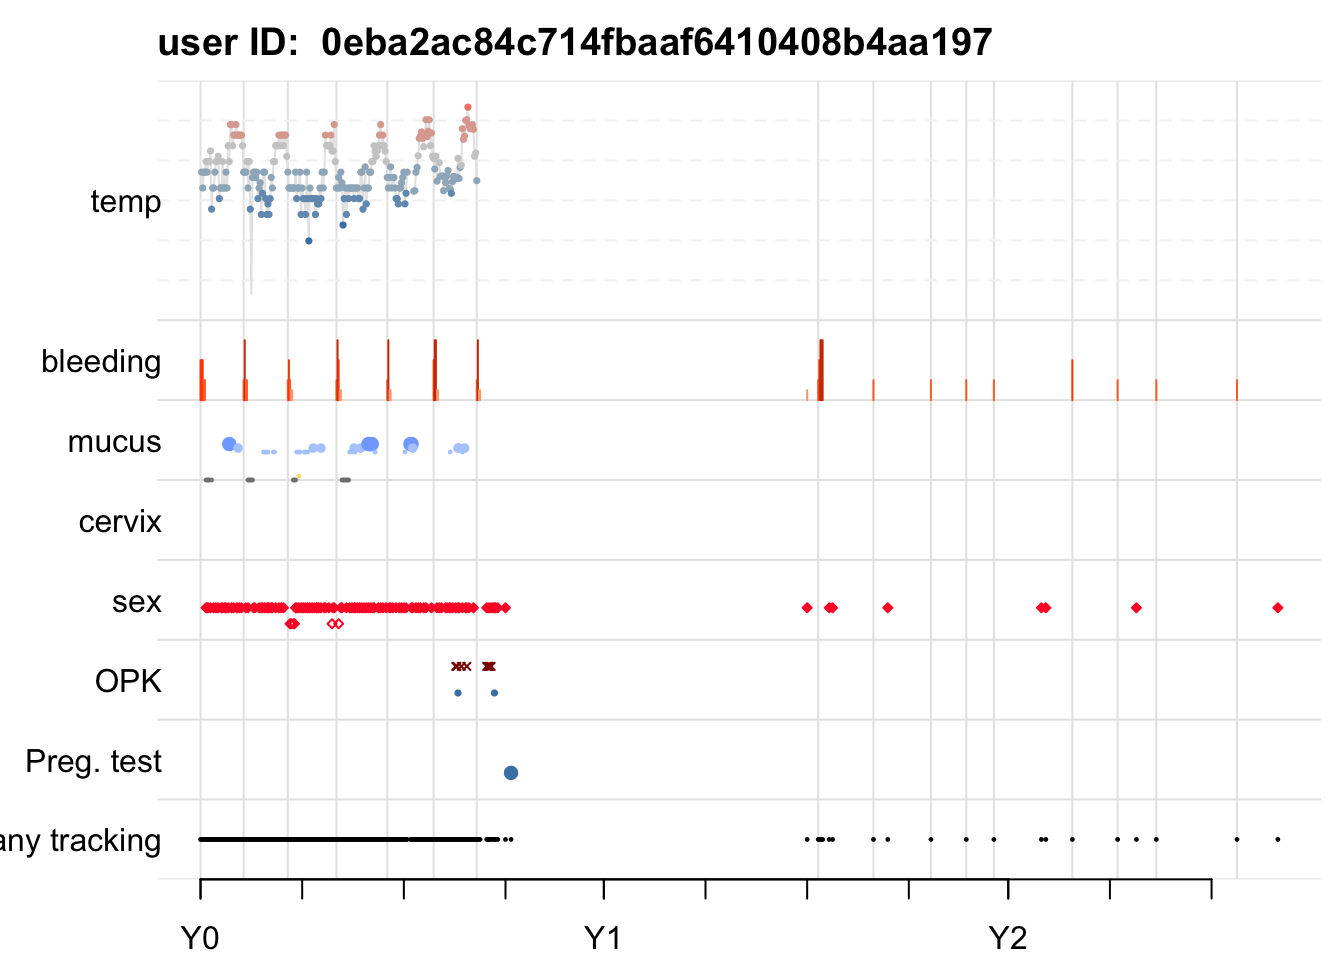 user ID:  0eba2ac84c714fbaaf6410408b4aa197
temp
bleeding
mucus
cervix
sex
OPK
Preg. test
any tracking
Y0 Y1 Y2